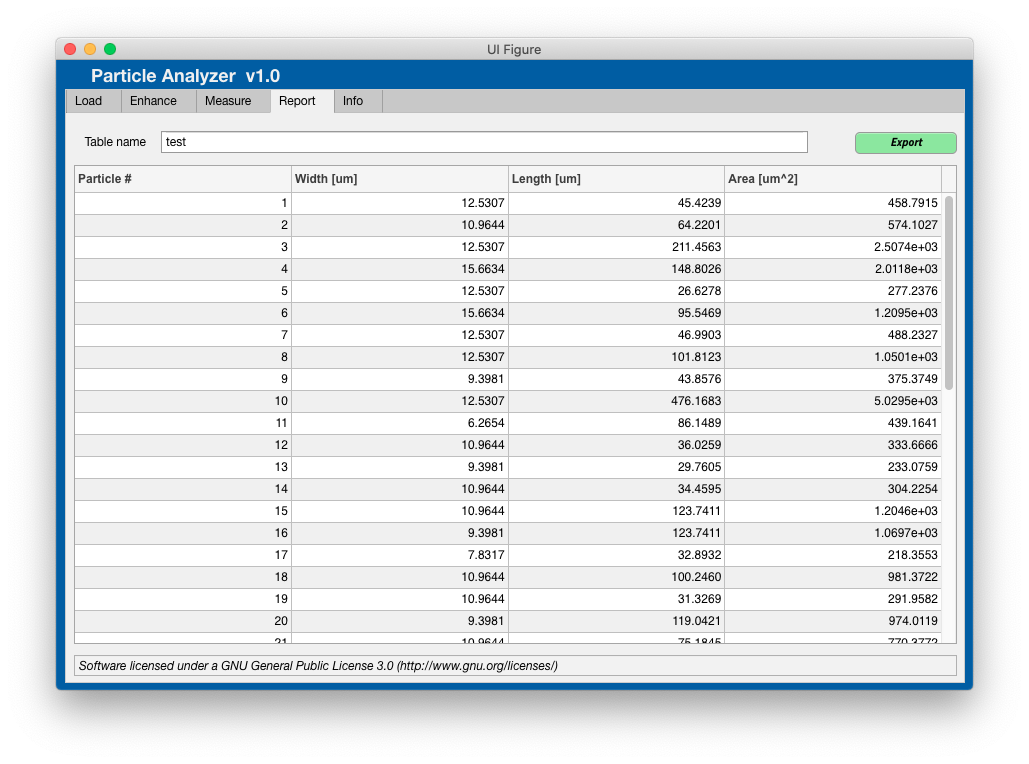 UI Figure
Particle Analyzer v1.0
Load Enhance Measure Report Info
Table name test Export
Particle # Width [um] Length [um] Area [um^2]
1 12.5307 45.4239 458.7915
2 10.9644 64.2201 574.1027
3 12.5307 211.4563 2.5074e+03
4 15.6634 148.8026 2.0118e+03
5 12.5307 26.6278 277.2376
6 15.6634 95.5469 1.2095e+03
7 12.5307 46.9903 488.2327
8 12.5307 101.8123 1.0501e+03
9 9.3981 43.8576 375.3749
10 12.5307 476.1683 5.0295e+03
11 6.2654 86.1489 439.1641
12 10.9644 36.0259 333.6666
13 9.3981 29.7605 233.0759
14 10.9644 34.4595 304.2254
15 10.9644 123.7411 1.2046e+03
16 9.3981 123.7411 1.0697e+03
17 7.8317 32.8932 218.3553
18 10.9644 100.2460 981.3722
19 10.9644 31.3269 291.9582
20 9.3981 119.0421 974.0119
21 10.9644 75.1845
Software licensed under a GNU General Public License 3.0 (http://www.gnu.org/licenses/)